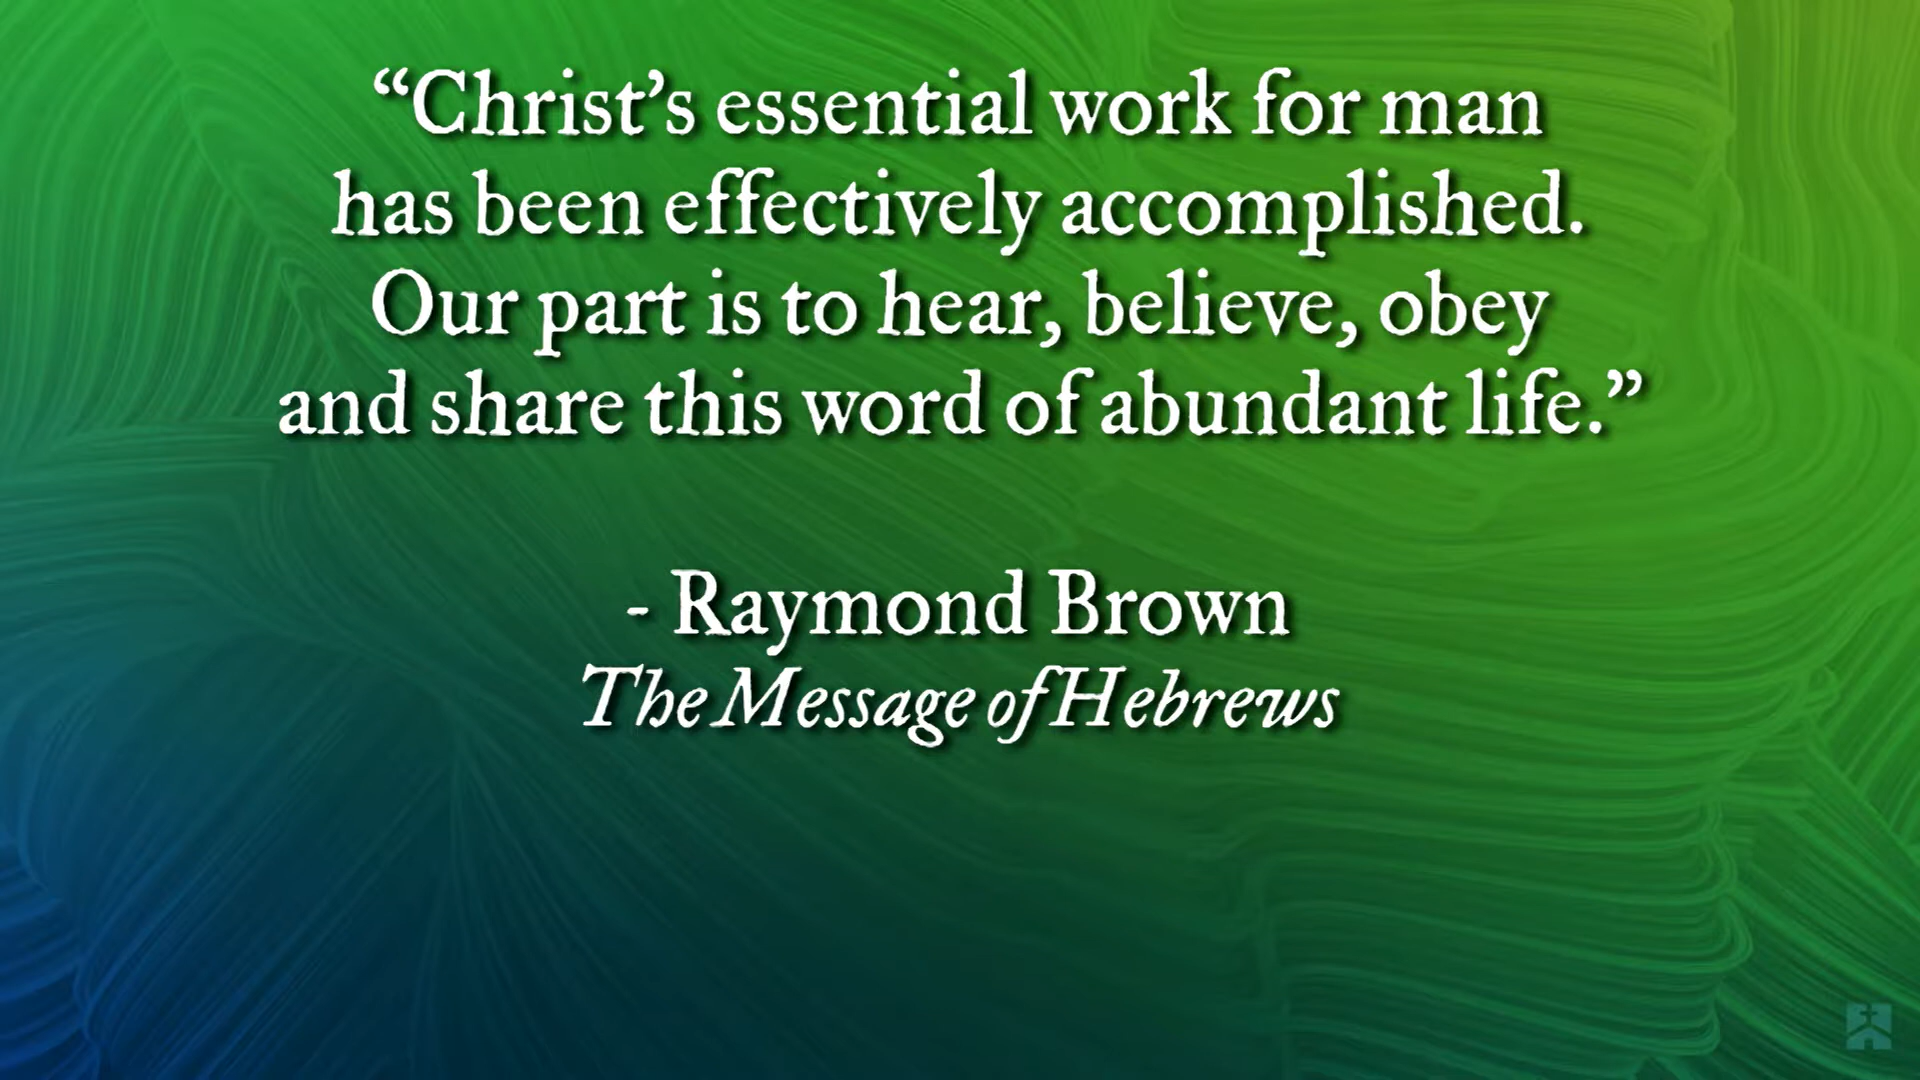 “Christ’s essential work for man
has been effectively accomplished.
Our part is to hear, believe, obey
and share this word of abundant life.”
- Raymond Brown
The Message of Hebrews